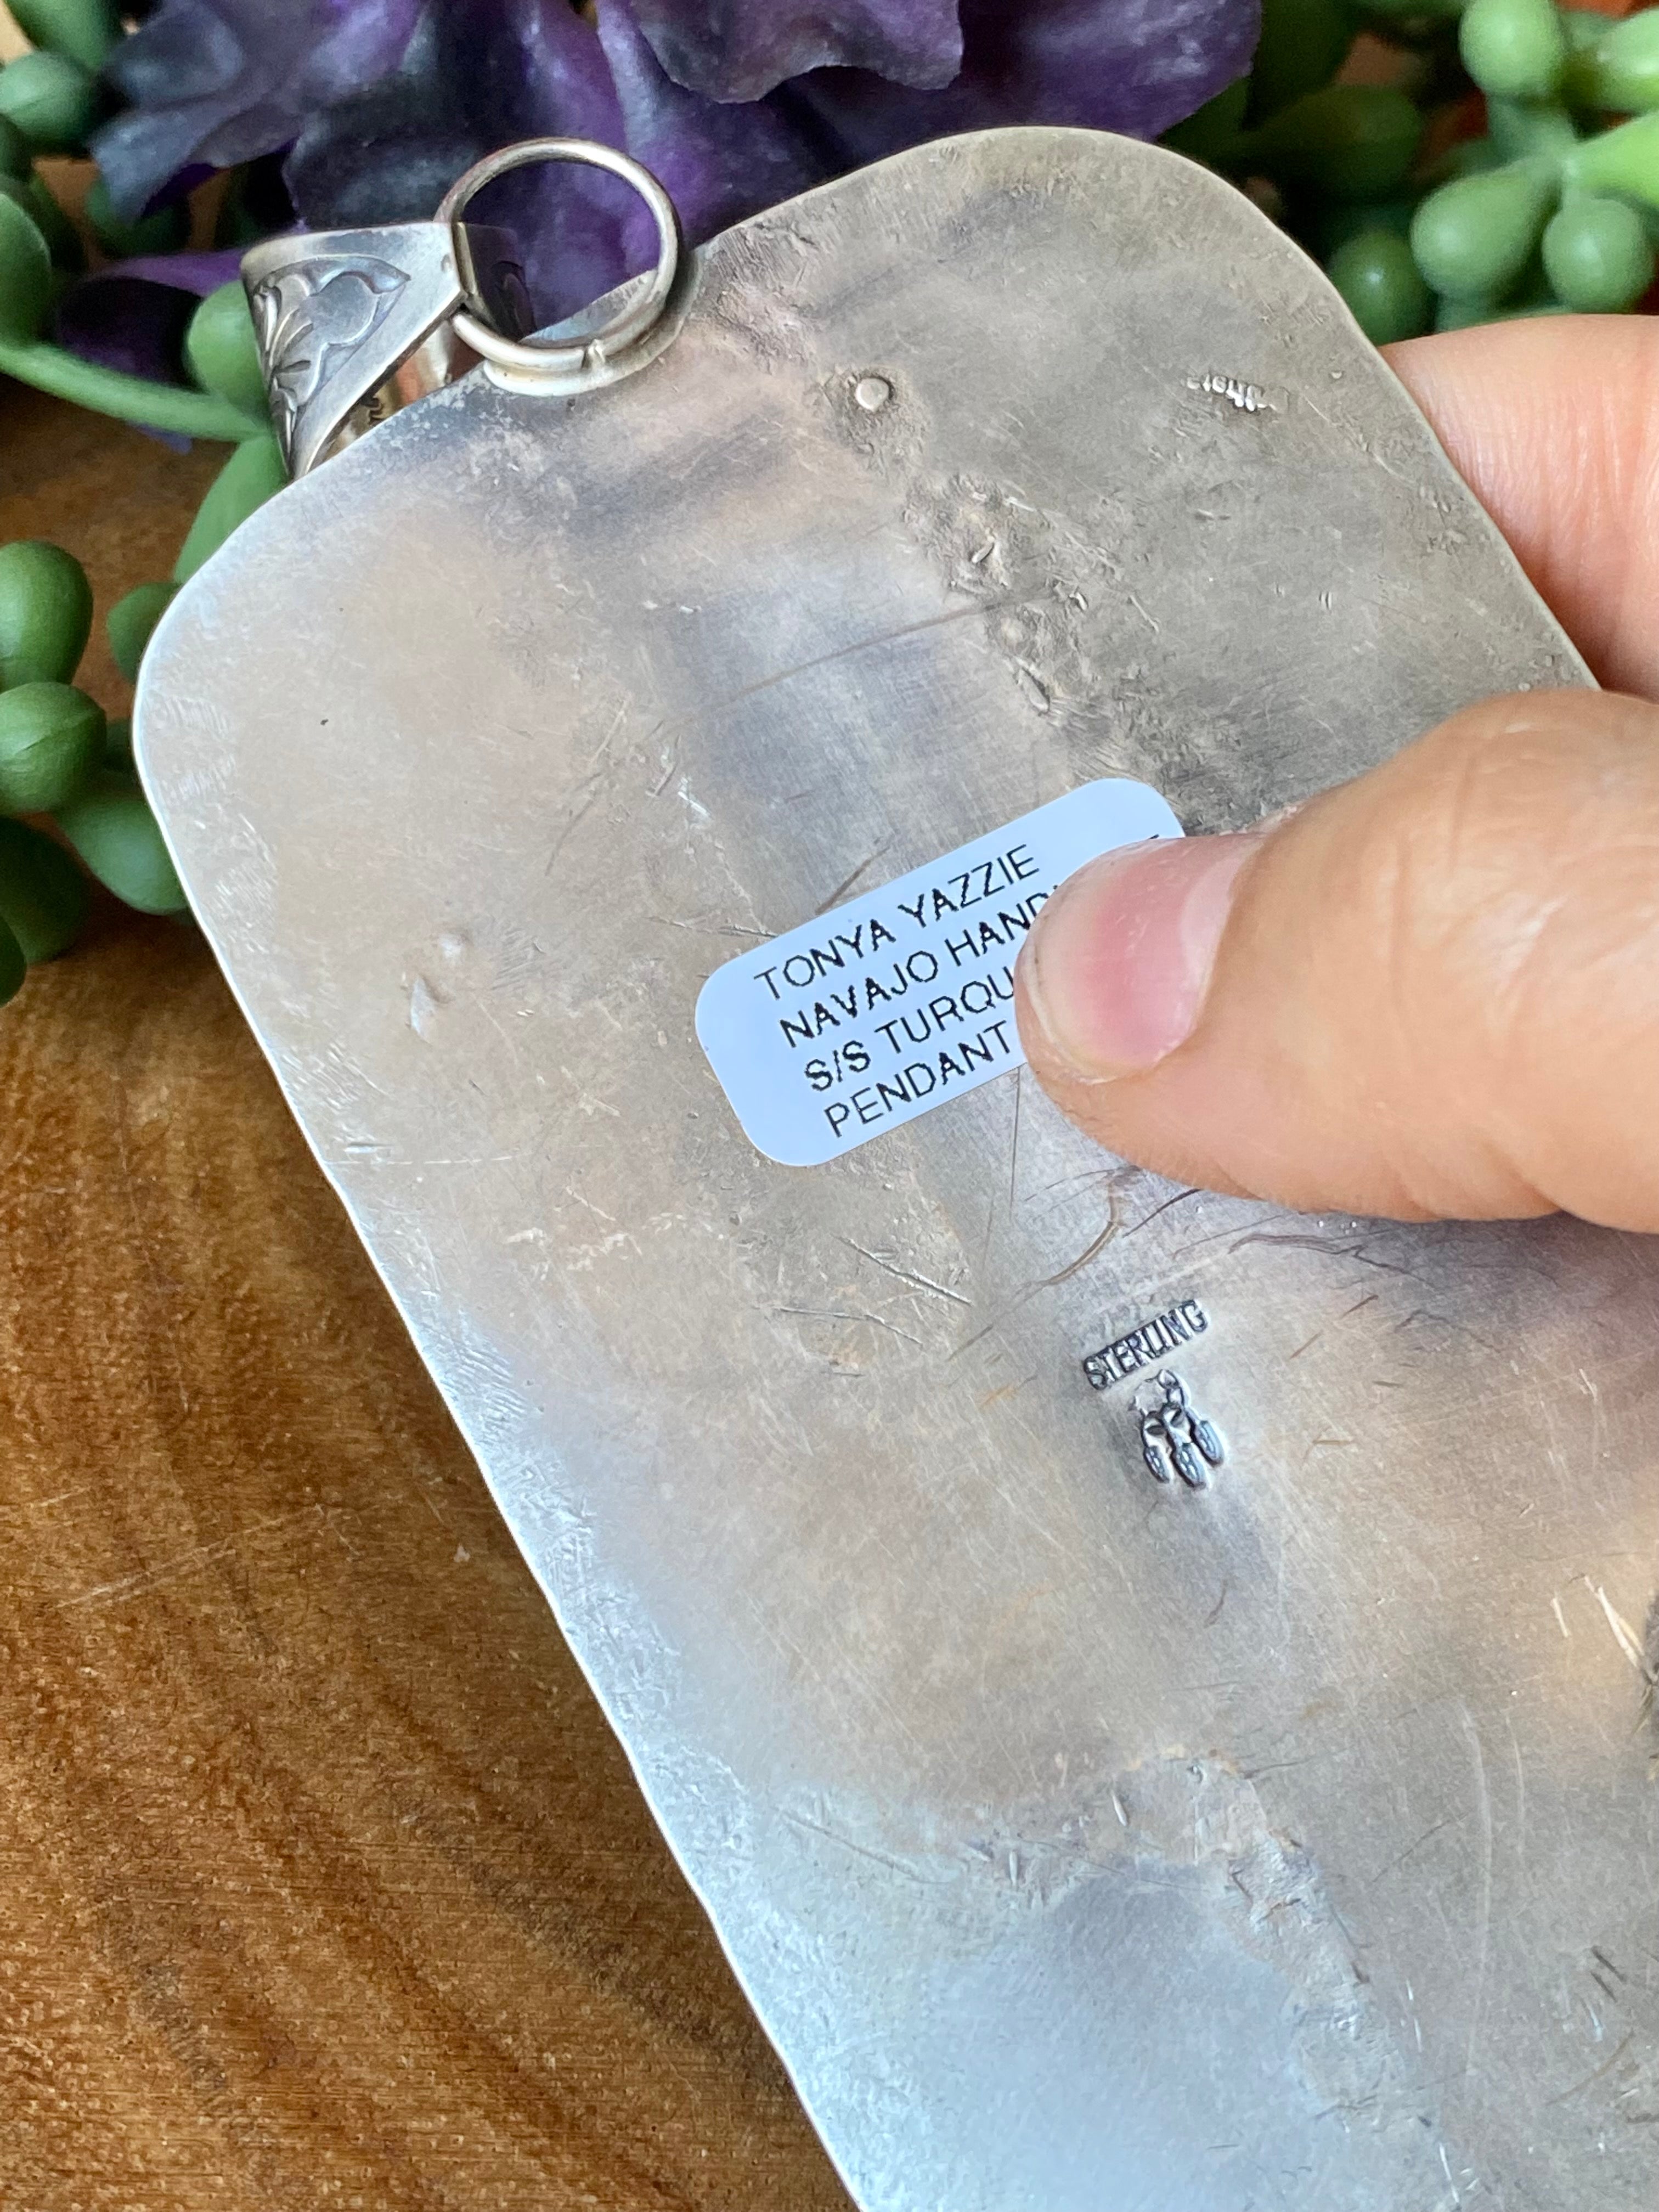 TONYA YAZZIE
NAVAJO HAND
S/S TURQU
PENDANT
STERLING